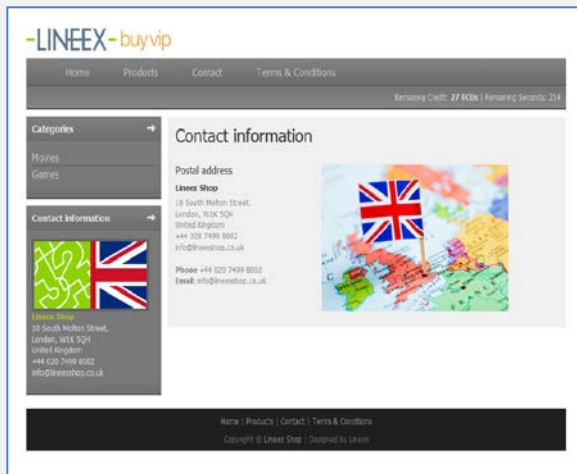 -LINEEX- buyvip
Home Products Contact Terms & Conditions
Remaining Credit: 27 ECUs | Remaining Seconds: 214
Categories
Movies
Games
Contact information
Lineex Shop
10 South Molton Street,
London, W1K 5QH
United Kingdom
+44 020 7499 8002
info@lineexshop.co.uk
Contact information
Postal address
Lineex Shop
10 South Molton Street,
London, W1K 5QH
United Kingdom
+44 020 7499 8002
info@lineexshop.co.uk
Phone +44 020 7499 8002
Email: info@lineexshop.co.uk
Home | Products | Contact | Terms & Conditions
Copyright © Lineex Shop | Designed by Lineex